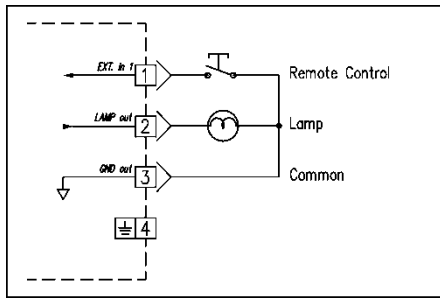 EXT. in 1
1
Remote Control
LAMP out
2
Lamp
GND out
3
Common
4